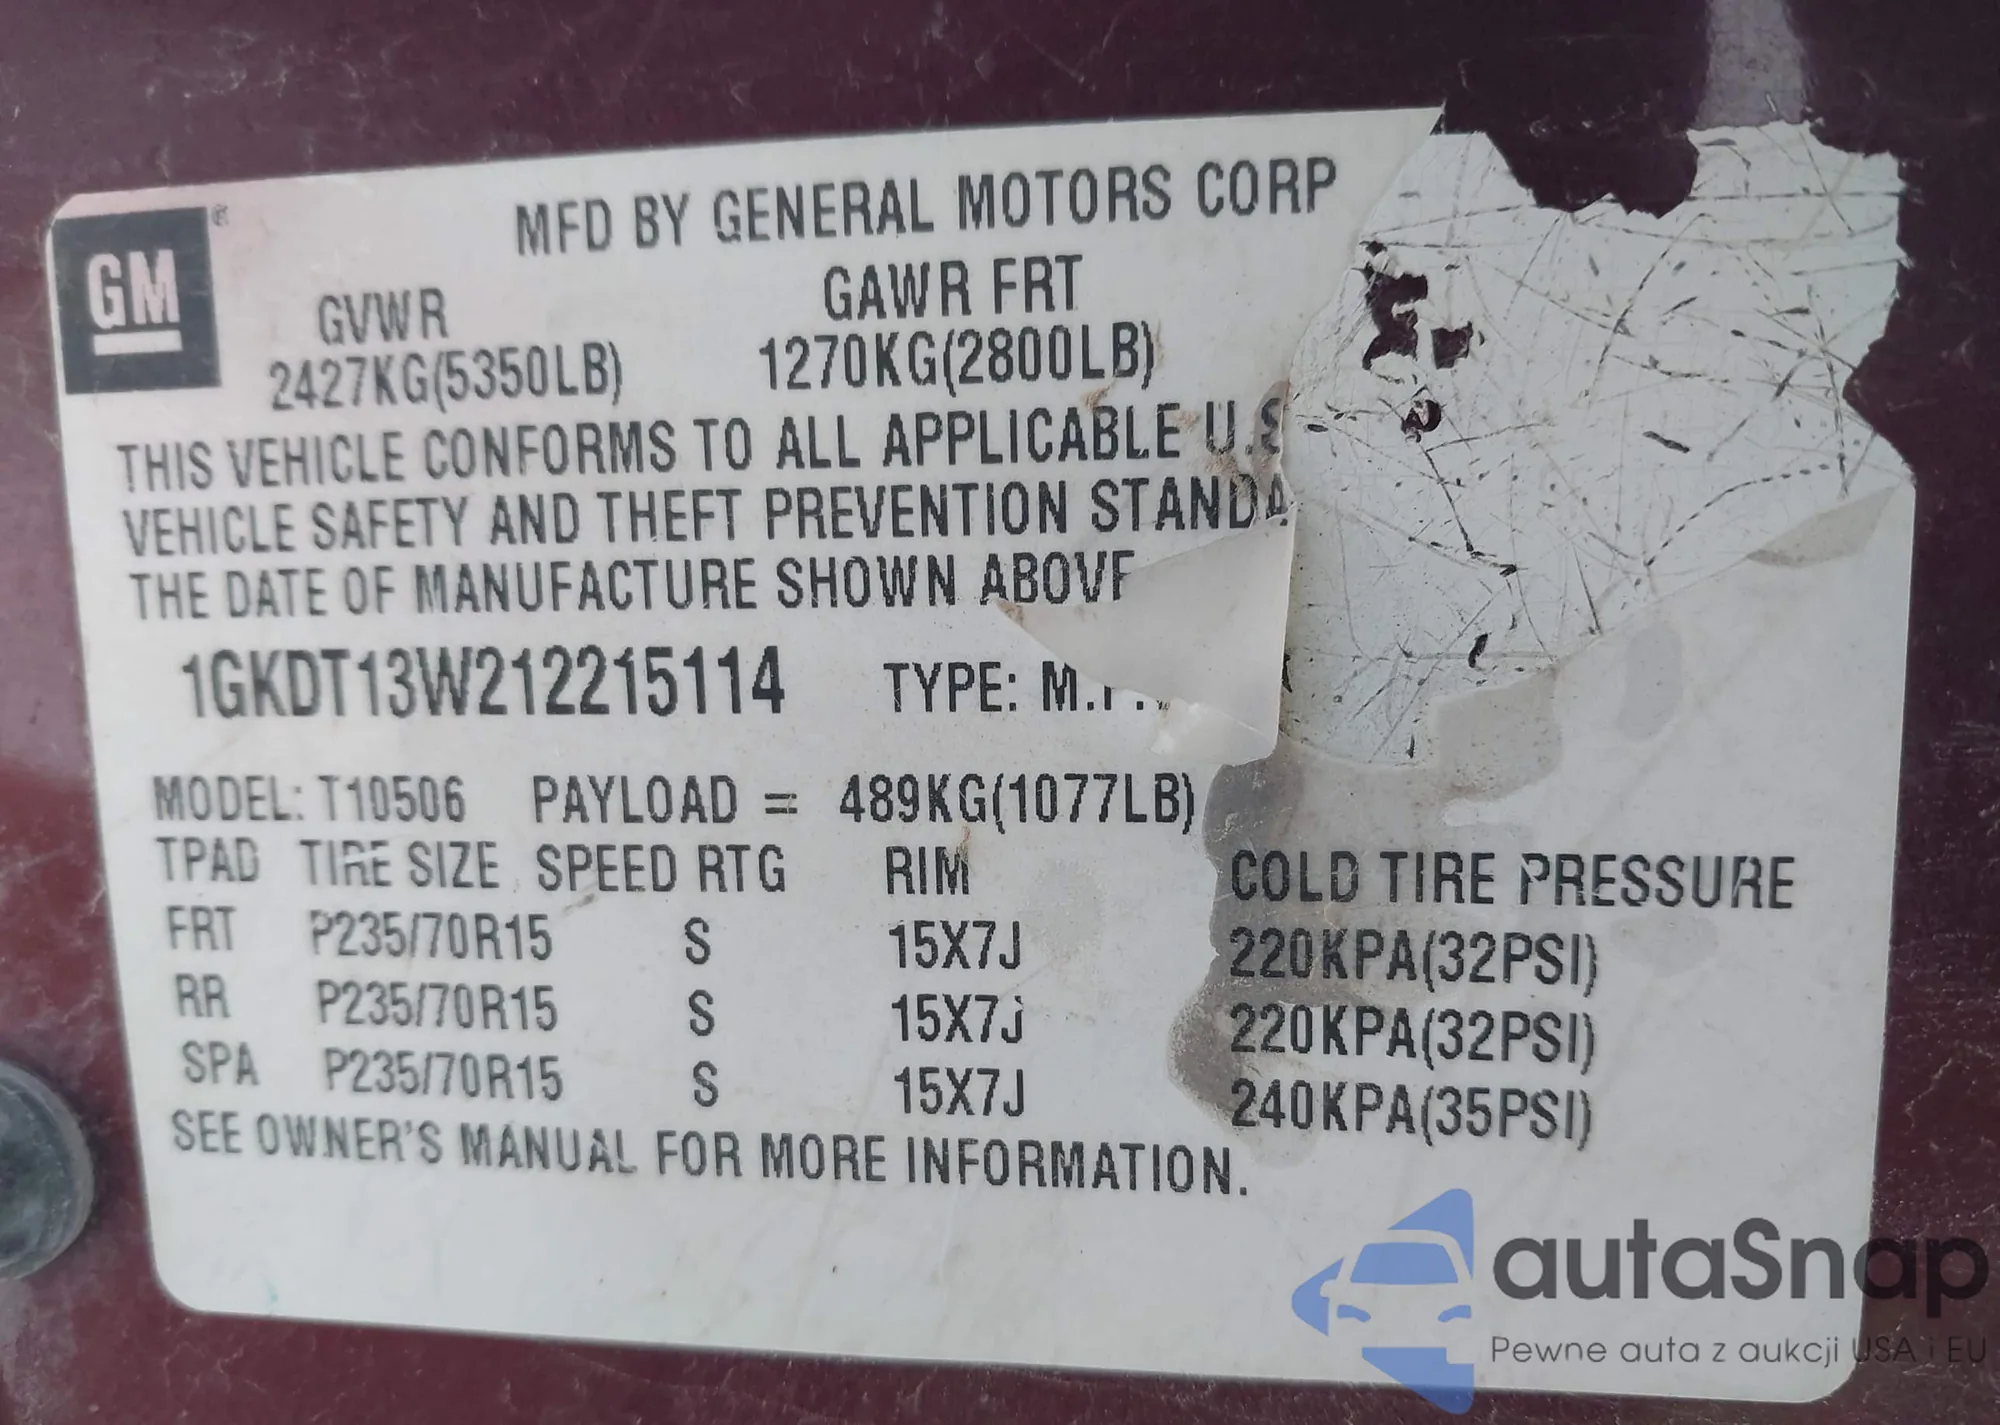 GM®
MFD BY GENERAL MOTORS CORP
GVWR GAWR FRT
2427KG(5350LB) 1270KG(2800LB)
THIS VEHICLE CONFORMS TO ALL APPLICABLE U.S
VEHICLE SAFETY AND THEFT PREVENTION STANDA
THE DATE OF MANUFACTURE SHOWN ABOVE
1GKDT13W212215114 TYPE: M.P.
MODEL: T10506 PAYLOAD = 489KG(1077LB)
TPAD TIRE SIZE SPEED RTG RIM COLD TIRE PRESSURE
FRT P235/70R15 S 15X7J 220KPA(32PSI)
RR P235/70R15 S 15X7J 220KPA(32PSI)
SPA P235/70R15 S 15X7J 240KPA(35PSI)
SEE OWNER'S MANUAL FOR MORE INFORMATION.
autaSnap
Pewne auta z aukcji USA i EU